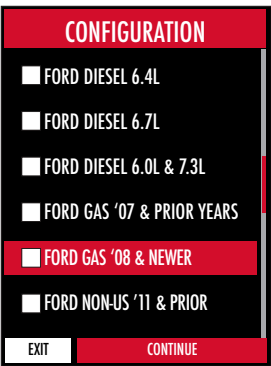 CONFIGURATION
FORD DIESEL 6.4L
FORD DIESEL 6.7L
FORD DIESEL 6.0L & 7.3L
FORD GAS ‘07 & PRIOR YEARS
FORD GAS ‘08 & NEWER
FORD NON-US ’11 & PRIOR
EXIT CONTINUE